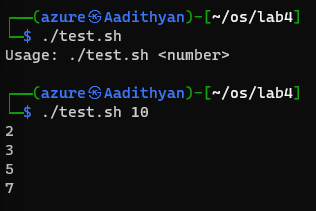 ┌──(azure㉿Aadithyan)-[~/os/lab4]
└─$ ./test.sh
Usage: ./test.sh <number>
┌──(azure㉿Aadithyan)-[~/os/lab4]
└─$ ./test.sh 10
2
3
5
7